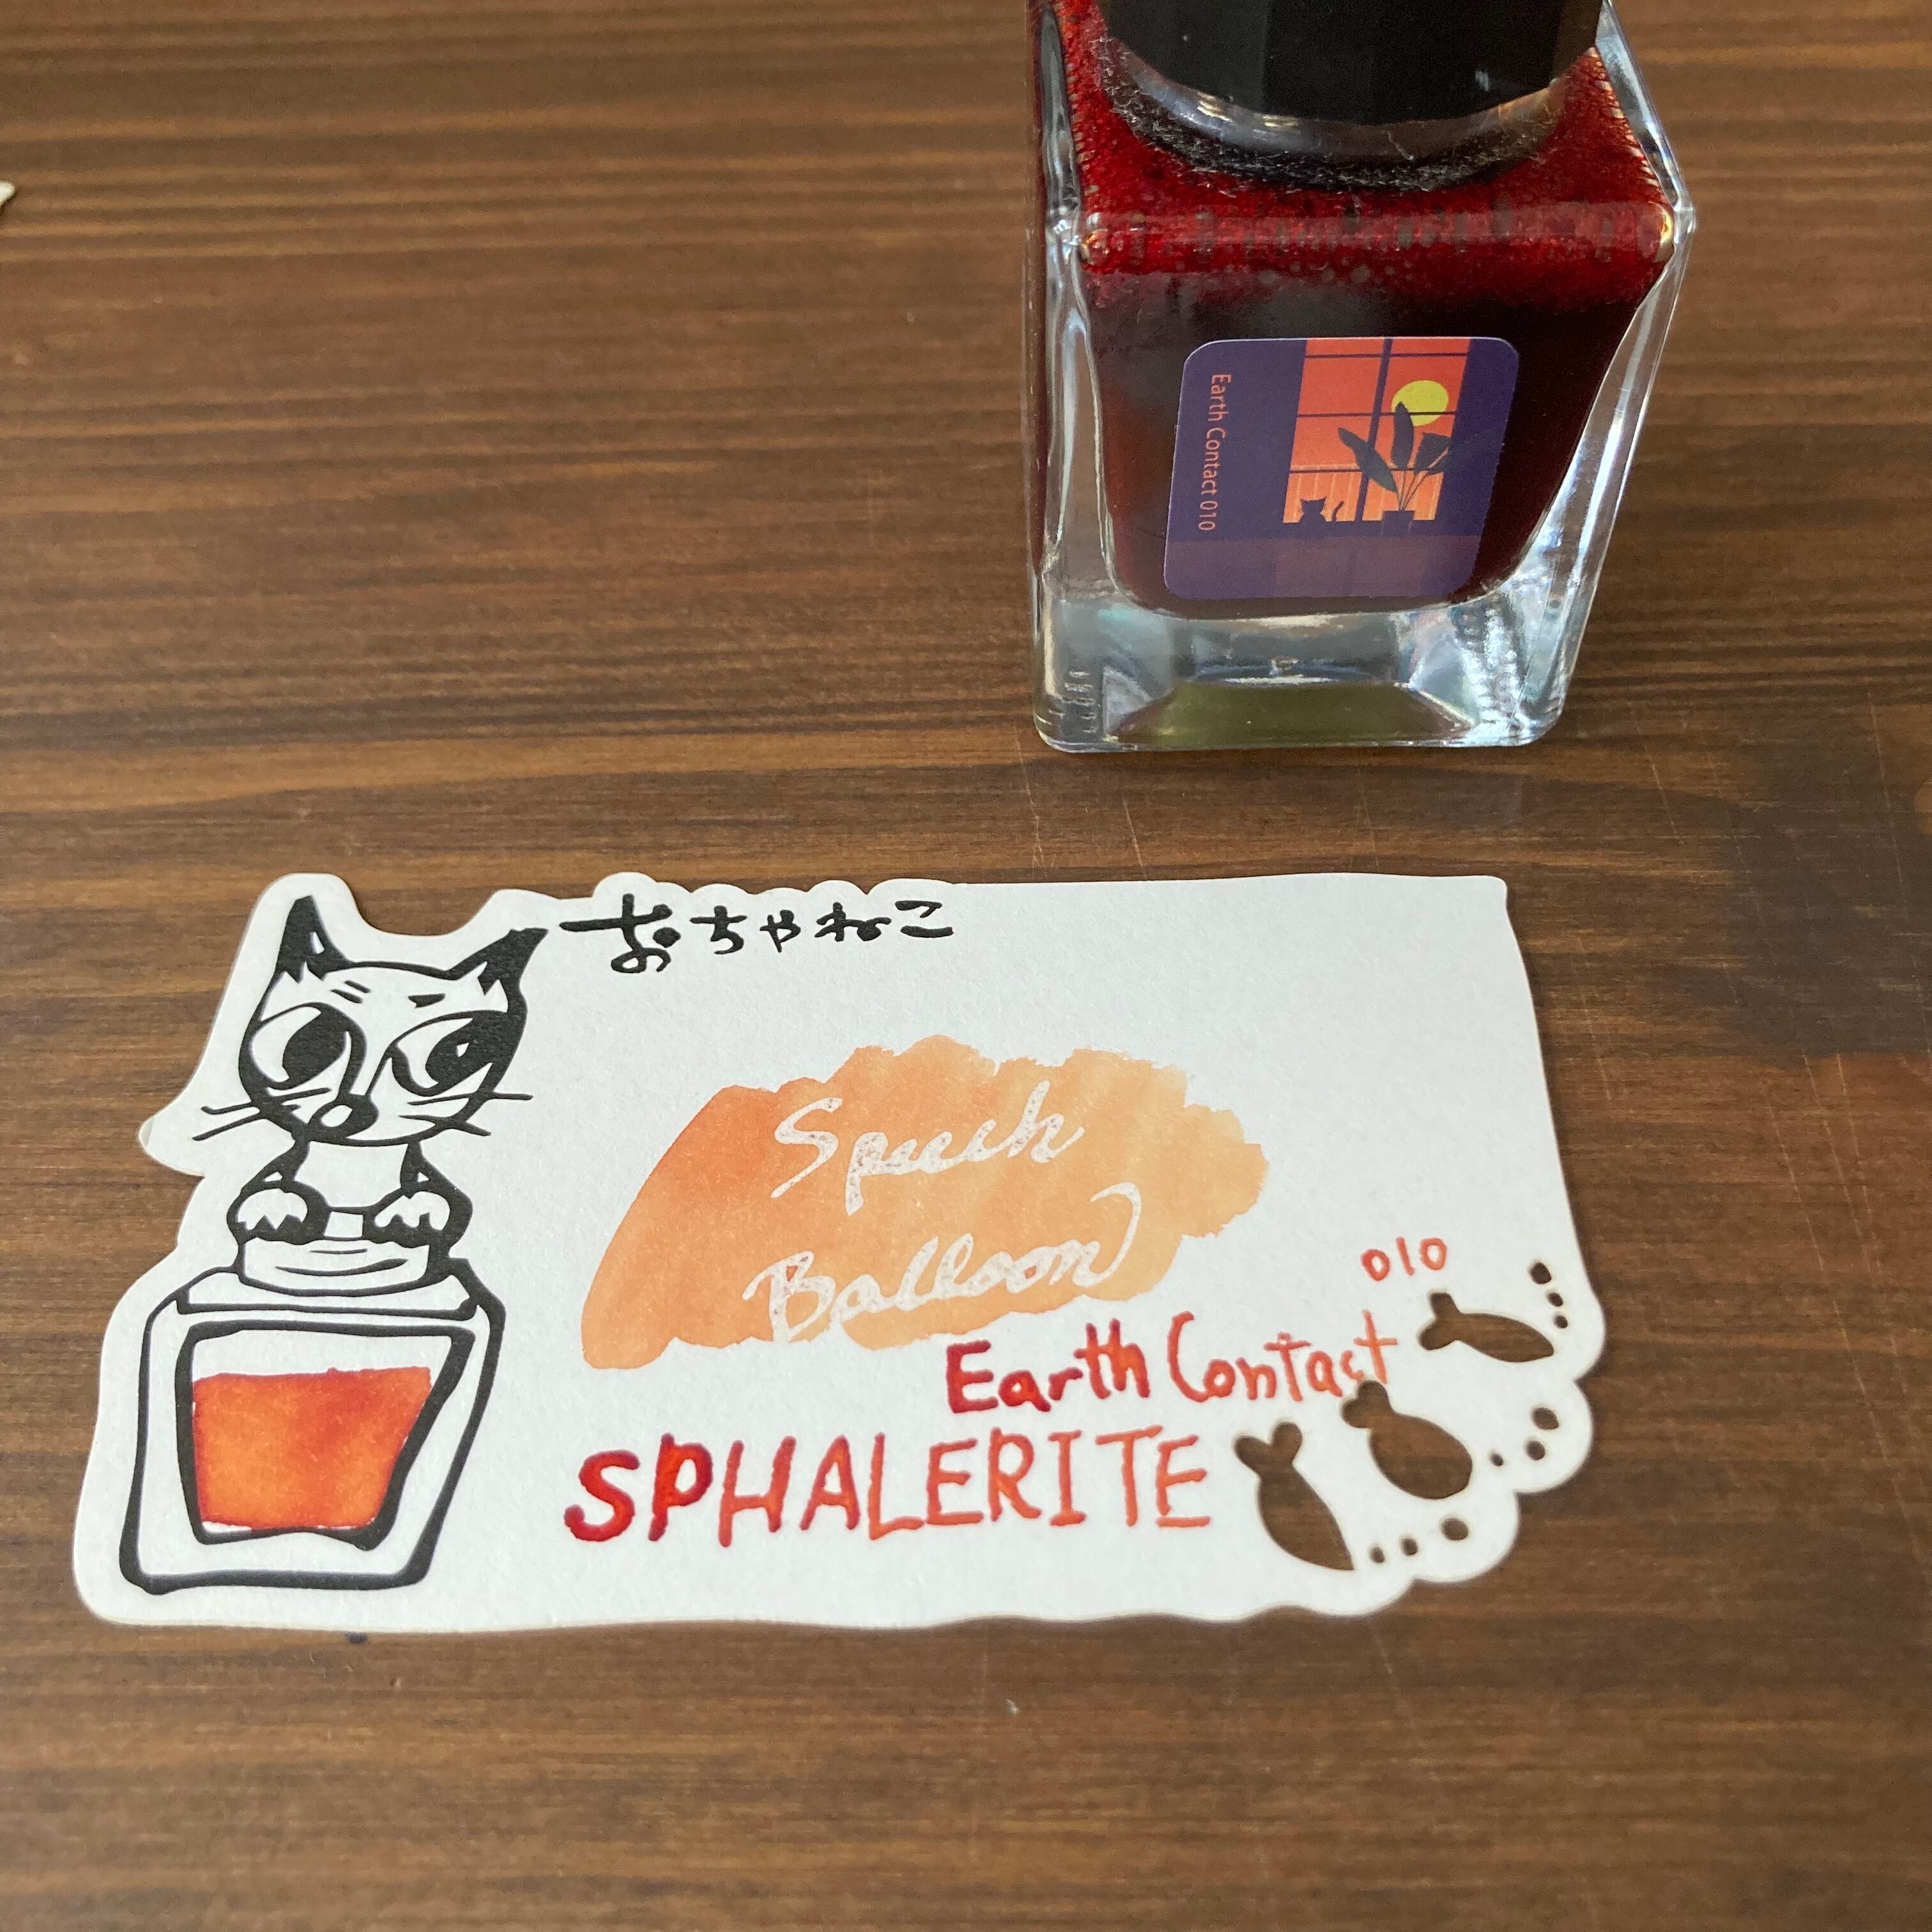 Earth Contact 010
おちゃねこ
Speech
Balloon
010
Earth Contact
SPHALERITE